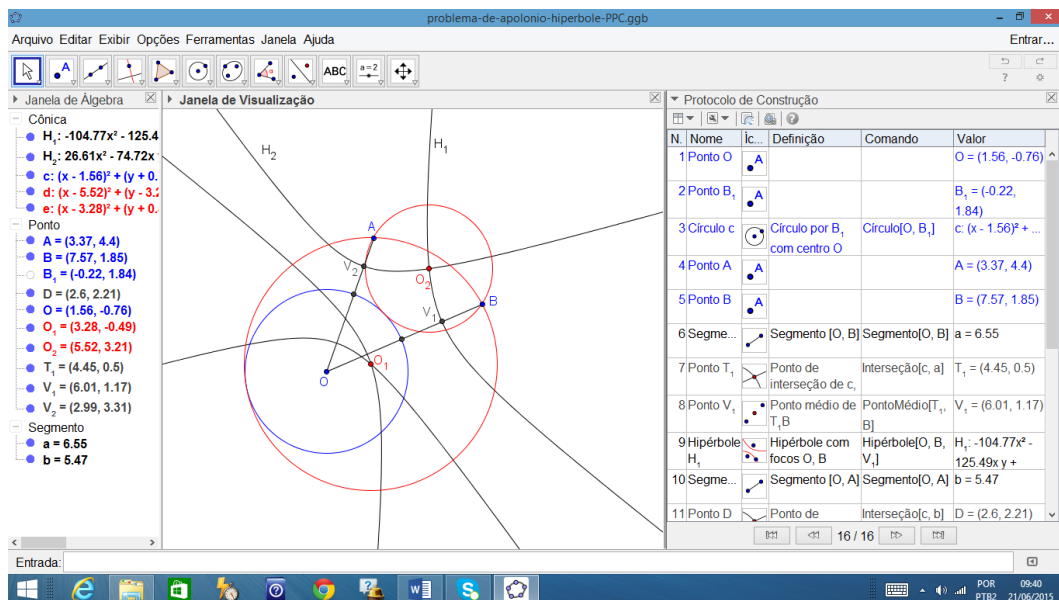 problema-de-apolonio-hiperbole-PPC.ggb
Arquivo Editar Exibir Opções Ferramentas Janela Ajuda
Entrar...
A
ABC
a=2
Janela de Álgebra
Cônica
H₁: -104.77x² - 125.4
H₂: 26.61x² - 74.72x
c: (x - 1.56)² + (y + 0.
d: (x - 5.52)² + (y - 3.2
e: (x - 3.28)² + (y + 0.
Ponto
A = (3.37, 4.4)
B = (7.57, 1.85)
B₁ = (-0.22, 1.84)
D = (2.6, 2.21)
O = (1.56, -0.76)
O₁ = (3.28, -0.49)
O₂ = (5.52, 3.21)
T₁ = (4.45, 0.5)
V₁ = (6.01, 1.17)
V₂ = (2.99, 3.31)
Segmento
a = 6.55
b = 5.47
Janela de Visualização
H₂
H₁
A
V₂
O₂
B
V₁
O₁
O
Protocolo de Construção
N. Nome Íc... Definição Comando Valor
1 Ponto O A O = (1.56, -0.76)
2 Ponto B₁ A B₁ = (-0.22,
1.84)
3 Círculo c Círculo por B₁ Círculo[O, B₁] c: (x - 1.56)² + ...
com centro O
4 Ponto A A A = (3.37, 4.4)
5 Ponto B A B = (7.57, 1.85)
6 Segme... Segmento [O, B] Segmento[O, B] a = 6.55
7 Ponto T₁ Ponto de Interseção[c, a] T₁ = (4.45, 0.5)
interseção de c,
8 Ponto V₁ Ponto médio de PontoMédio[T₁, V₁ = (6.01, 1.17)
T₁B B]
9 Hipérbole Hipérbole com Hipérbole[O, B, H₁: -104.77x² -
H₁ focos O, B V₁] 125.49x y +
10 Segme... Segmento [O, A] Segmento[O, A] b = 5.47
11 Ponto D Ponto de Interseção[c, b] D = (2.6, 2.21)
16 / 16
Entrada:
POR 09:40
PTB2 21/06/2015